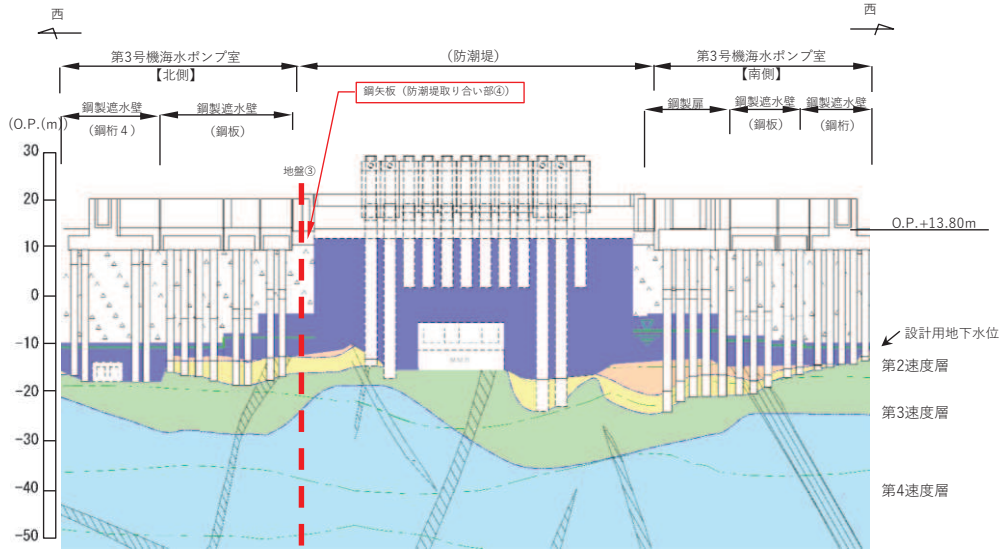 西
西
第3号機海水ポンプ室
【北側】
(防潮堤)
第3号機海水ポンプ室
【南側】
鋼矢板（防潮堤取り合い部④）
鋼製遮水壁
(鋼桁４)
鋼製遮水壁
(鋼板)
鋼製扉
鋼製遮水壁
(鋼板)
鋼製遮水壁
(鋼桁)
(O.P.(m))
地盤③
30
20
10
0
-10
-20
-30
-40
-50
O.P.+13.80m
設計用地下水位
第2速度層
第3速度層
第4速度層